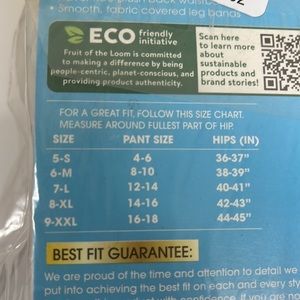 • Smooth, fabric covered leg bands
ECO friendly initiative
Fruit of the Loom is committed
to making a difference by being
people-centric, planet-conscious, and
providing product authenticity.
Scan here
to learn more
about
sustainable
products and
brand stories!
FOR A GREAT FIT, FOLLOW THIS SIZE CHART.
MEASURE AROUND FULLEST PART OF HIP.
SIZE PANT SIZE HIPS (IN)
5-S 4-6 36-37"
6-M 8-10 38-39"
7-L 12-14 40-41"
8-XL 14-16 42-43"
9-XXL 16-18 44-45"
BEST FIT GUARANTEE:
We are proud of the time and attention to detail we
put into achieving the best fit on each and every style